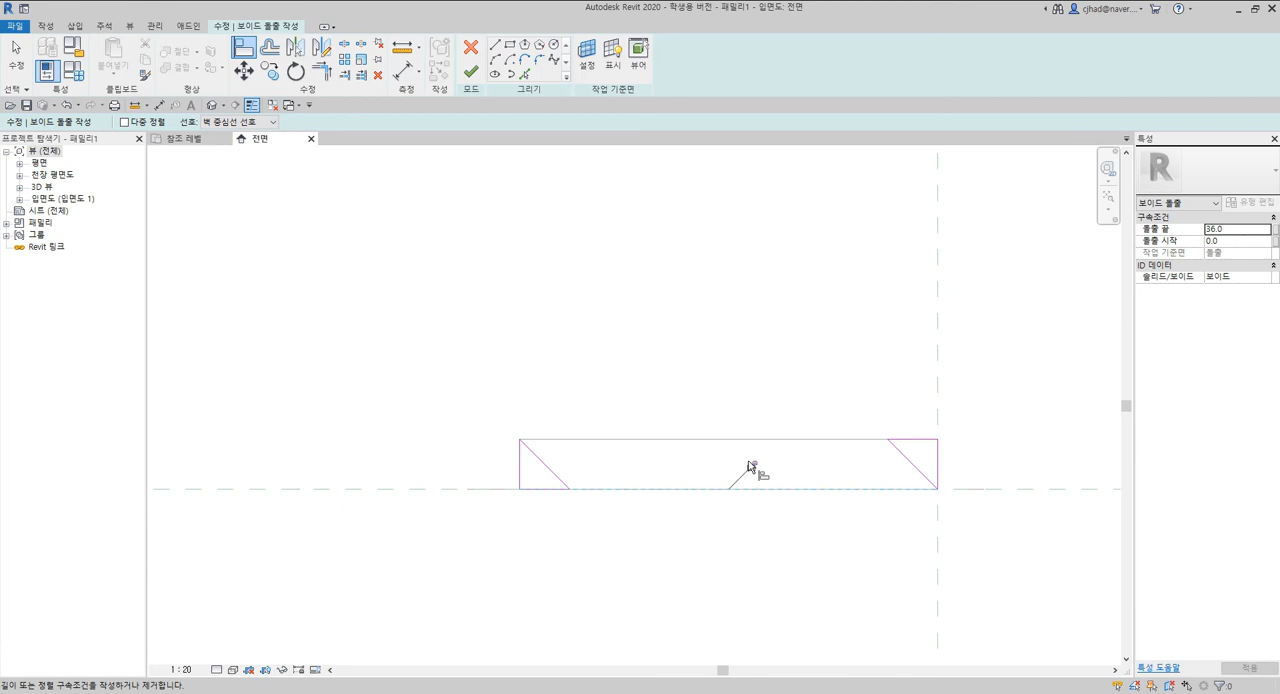 Autodesk Revit 2020 - 학생용 버전 - 패밀리1 - 입면도: 전면
cjhad@naver....
파일 작성 삽입 주석 뷰 관리 애드인 수정 | 보이드 돌출 작성
수정 붙여넣기 절단 결합 설정 표시 뷰어
선택 특성 클립보드 형상 수정 측정 작성 모드 그리기 작업 기준면
수정 | 보이드 돌출 작성 다중 정렬 선호: 벽 중심선 선호
프로젝트 탐색기 - 패밀리1
뷰 (전체)
평면
천장 평면도
3D 뷰
입면도 (입면도 1)
시트 (전체)
패밀리
그룹
Revit 링크
참조 레벨 전면
특성
보이드 돌출 유형 편집
구속조건
돌출 끝 36.0
돌출 시작 0.0
작업 기준면 돌출
ID 데이터
솔리드/보이드 보이드
특성 도움말 적용
1 : 20
길이 또는 정렬 구속조건을 작성하거나 제거합니다.
:0